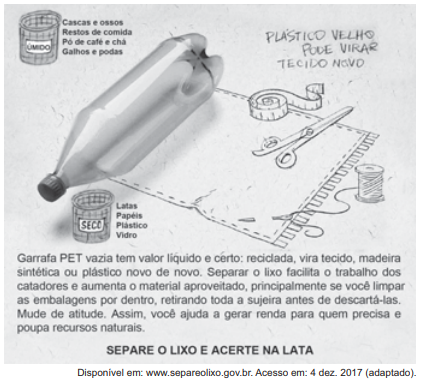 Cascas e ossos
Restos de comida
Pó de café e chá
Galhos e podas
ÚMIDO
PLÁSTICO VELHO
PODE VIRAR
TECIDO NOVO
Latas
Papéis
Plástico
Vidro
SECO
Garrafa PET vazia tem valor líquido e certo: reciclada, vira tecido, madeira
sintética ou plástico novo de novo. Separar o lixo facilita o trabalho dos
catadores e aumenta o material aproveitado, principalmente se você limpar
as embalagens por dentro, retirando toda a sujeira antes de descartá-las.
Mude de atitude. Assim, você ajuda a gerar renda para quem precisa e
poupa recursos naturais.
SEPARE O LIXO E ACERTE NA LATA
Disponível em: www.separeolixo.gov.br. Acesso em: 4 dez. 2017 (adaptado).